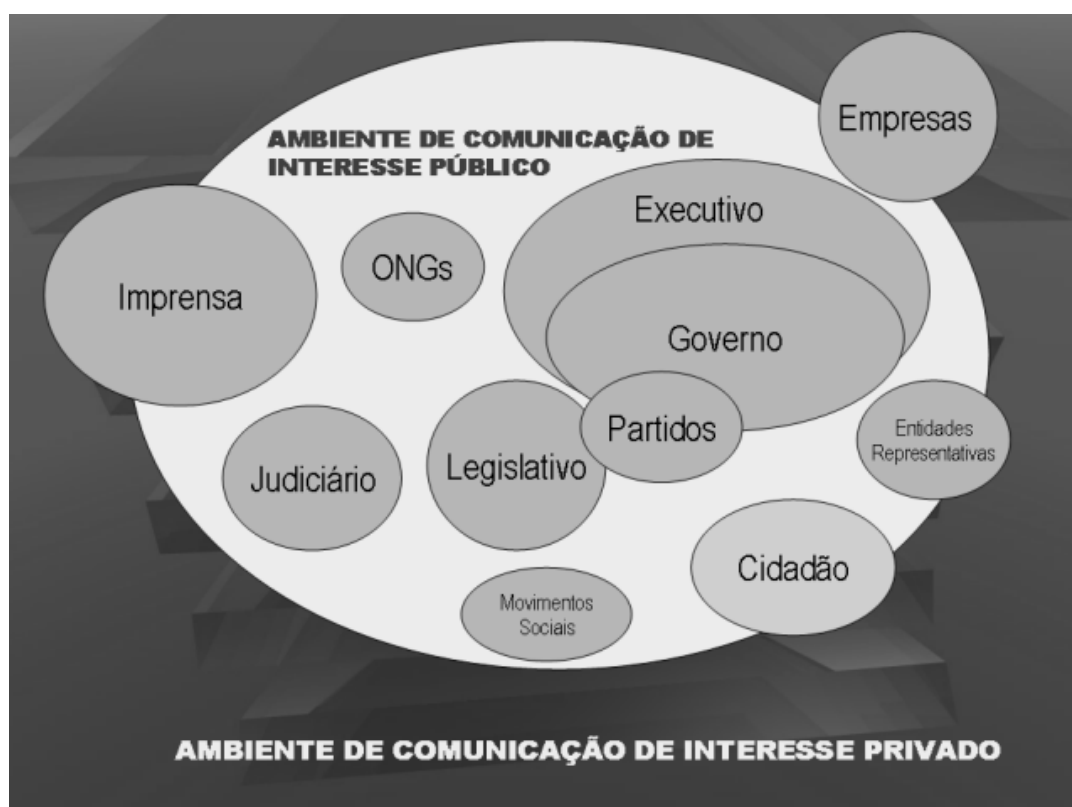 AMBIENTE DE COMUNICAÇÃO DE
INTERESSE PÚBLICO
Empresas
Executivo
ONGs
Imprensa
Governo
Partidos
Entidades
Representativas
Legislativo
Judiciário
Cidadão
Movimentos
Sociais
AMBIENTE DE COMUNICAÇÃO DE INTERESSE PRIVADO